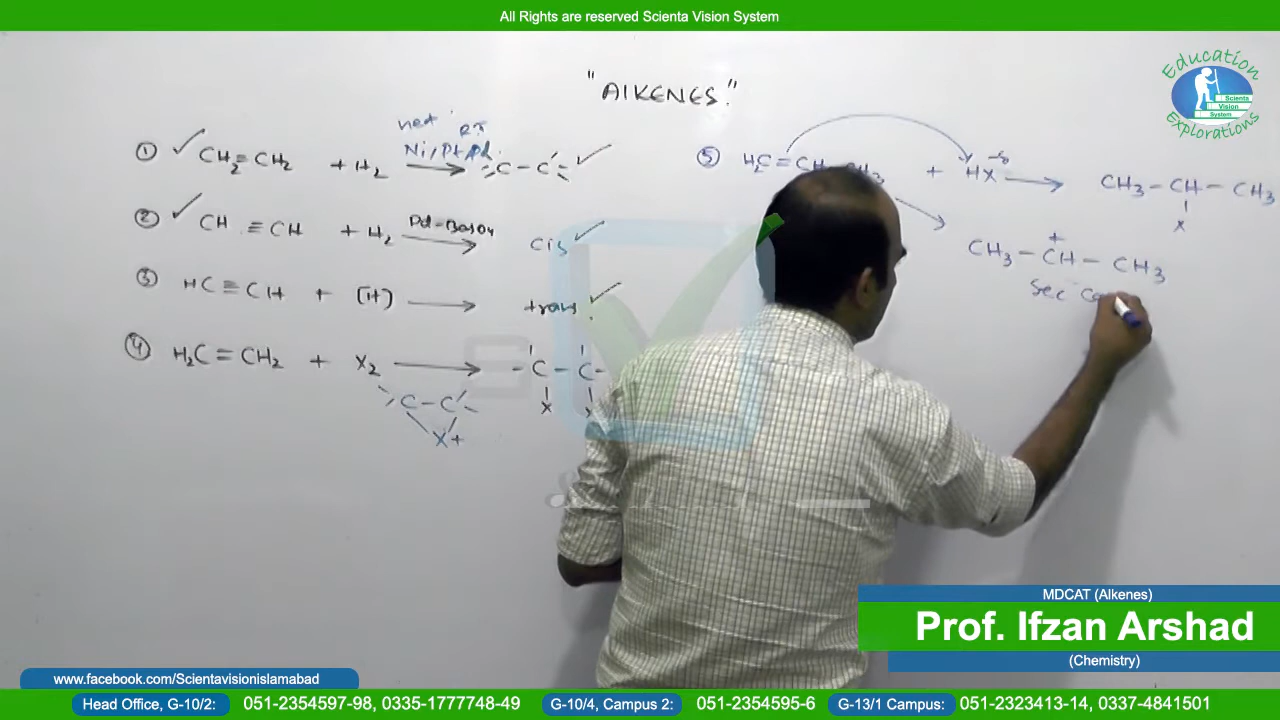 All Rights are reserved Scienta Vision System
Education
Scienta
Vision
System
Explorations
"AlKENES."
① CH₂=CH₂ + H₂ Ni/Pt/Pd -C-C-
② CH≡CH + H₂ Pd-BaSO₄ cis
③ HC≡CH + [H] trans
④ H₂C=CH₂ + X₂ -C-C-
X X
C-C
X+
⑤ H₂C= + HX CH₃-CH-CH₃
X
+
CH₃-CH-CH₃
Sec
MDCAT (Alkenes)
Prof. Ifzan Arshad
(Chemistry)
www.facebook.com/Scientavisionislamabad
Head Office, G-10/2: 051-2354597-98, 0335-1777748-49 G-10/4, Campus 2: 051-2354595-6 G-13/1 Campus: 051-2323413-14, 0337-4841501